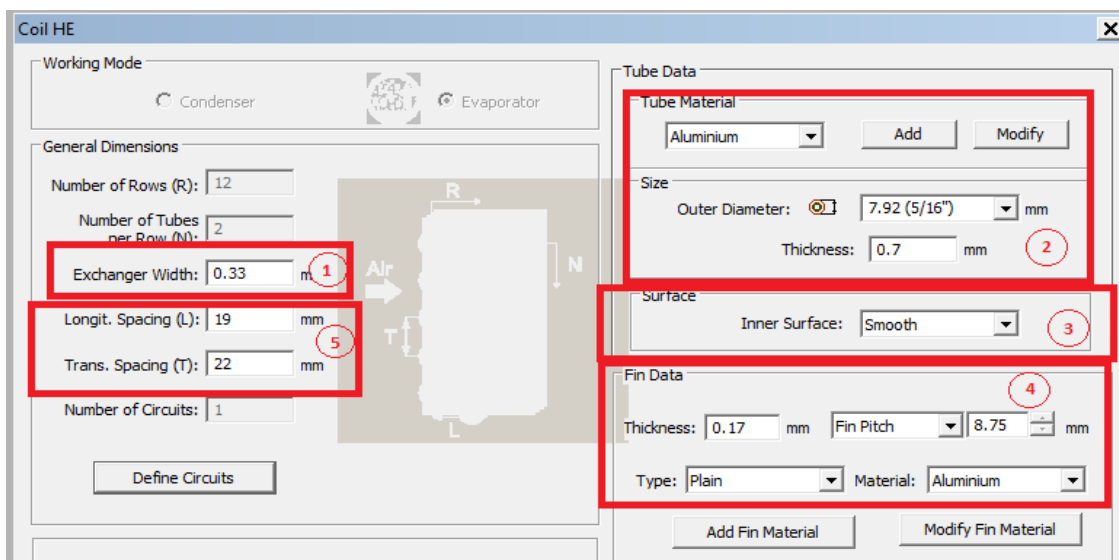 Coil HE
Working Mode
Condenser
Evaporator
General Dimensions
Number of Rows (R): 12
Number of Tubes
per Row (N): 2
Exchanger Width: 0.33 m
1
Longit. Spacing (L): 19 mm
5
Trans. Spacing (T): 22 mm
Number of Circuits: 1
Define Circuits
R
Air
N
T
L
Tube Data
Tube Material
Aluminium
Add
Modify
Size
Outer Diameter: 7.92 (5/16") mm
Thickness: 0.7 mm
2
Surface
Inner Surface: Smooth
3
Fin Data
4
Thickness: 0.17 mm Fin Pitch 8.75 mm
Type: Plain Material: Aluminium
Add Fin Material
Modify Fin Material